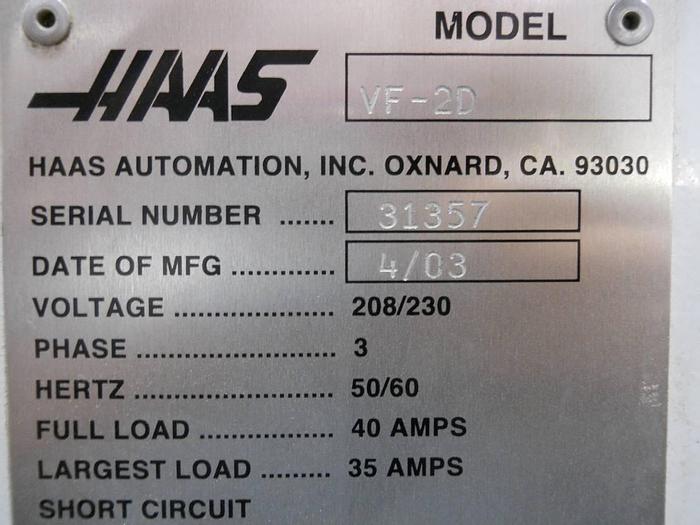 MODEL
HAAS VF-2D
HAAS AUTOMATION, INC. OXNARD, CA. 93030
SERIAL NUMBER ....... 31357
DATE OF MFG ............. 4/03
VOLTAGE .................... 208/230
PHASE ......................... 3
HERTZ ......................... 50/60
FULL LOAD ................. 40 AMPS
LARGEST LOAD ......... 35 AMPS
SHORT CIRCUIT